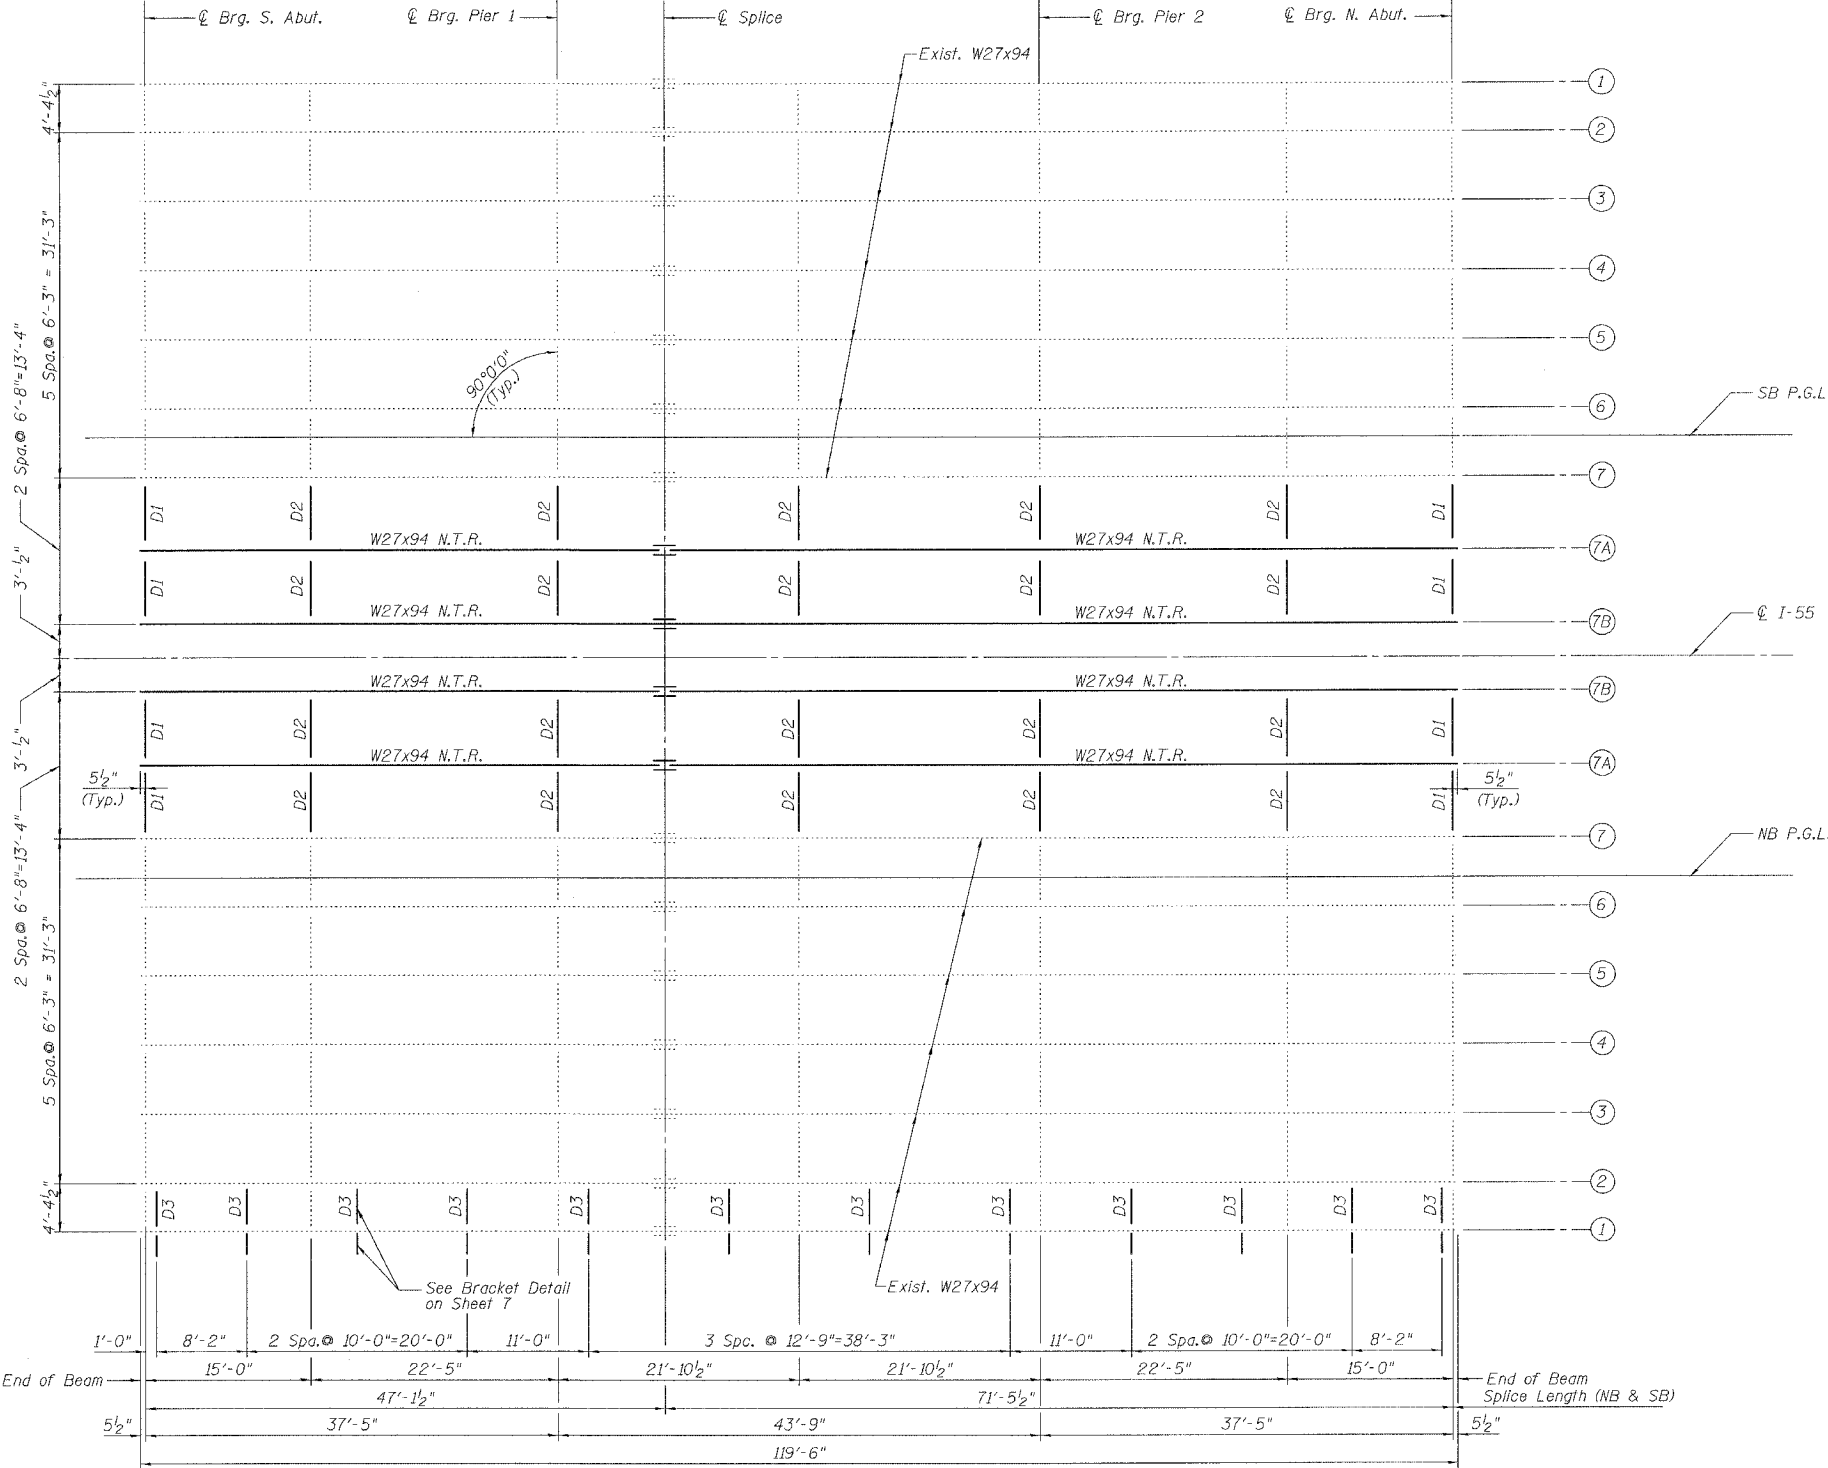 ℄ Brg. S. Abut.
℄ Brg. Pier 1
℄ Splice
℄ Brg. Pier 2
℄ Brg. N. Abut.
Exist. W27x94
1
2
3
4
5
6
SB P.G.L
7
4'-4½"
5 Spa.@ 6'-3" = 31'-3"
2 Spa.@ 6'-8"=13'-4"
3'-½"
90°0'0"
(Typ.)
D1 D2 D2 D2 D2 D2 D1
W27x94 N.T.R. W27x94 N.T.R.
7A
D1 D2 D2 D2 D2 D2 D1
W27x94 N.T.R. W27x94 N.T.R.
7B
℄ I-55
W27x94 N.T.R. W27x94 N.T.R.
7B
D1 D2 D2 D2 D2 D2 D1
W27x94 N.T.R. W27x94 N.T.R.
7A
5½"
(Typ.)
D1 D2 D2 D2 D2 D2 D1
5½"
(Typ.)
7
NB P.G.L.
6
5
4
3
2
1
3'-½"
2 Spa.@ 6'-8"=13'-4"
5 Spa.@ 6'-3" = 31'-3"
4'-4½"
D3 D3 D3 D3 D3 D3 D3 D3 D3 D3 D3 D3
See Bracket Detail
on Sheet 7
Exist. W27x94
1'-0" 8'-2" 2 Spa.@ 10'-0"=20'-0" 11'-0" 3 Spc. @ 12'-9"=38'-3" 11'-0" 2 Spa.@ 10'-0"=20'-0" 8'-2"
End of Beam 15'-0" 22'-5" 21'-10½" 21'-10½" 22'-5" 15'-0" End of Beam
47'-1½" 71'-5½" Splice Length (NB & SB)
5½" 37'-5" 43'-9" 37'-5" 5½"
119'-6"